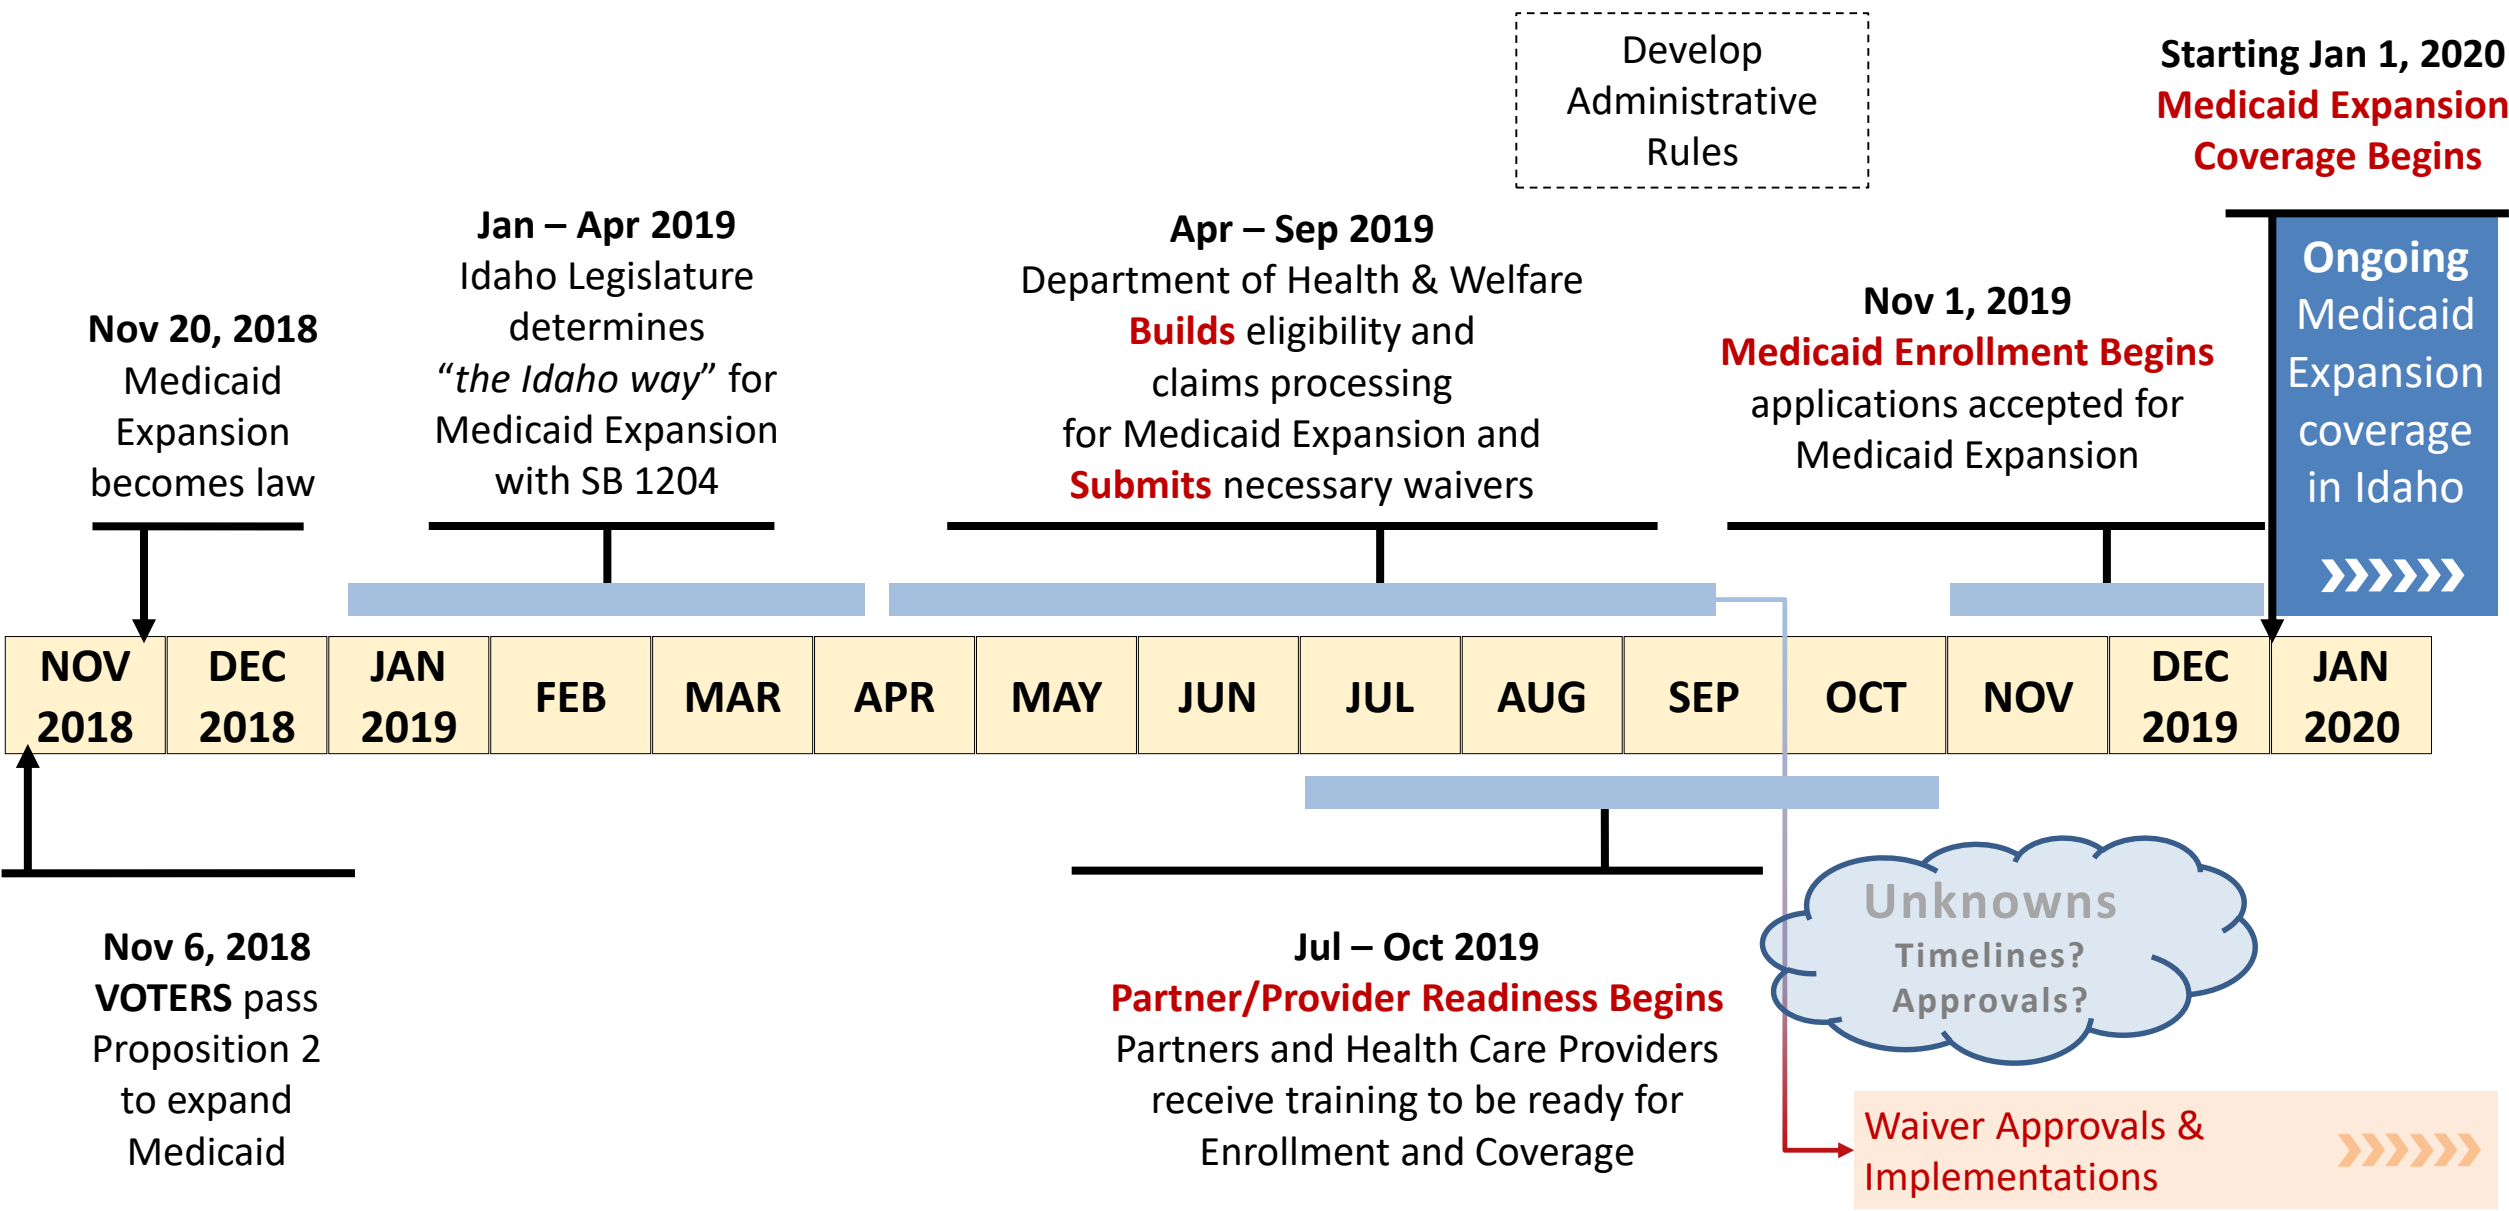 Develop
Administrative
Rules
Starting Jan 1, 2020
Medicaid Expansion
Coverage Begins
Nov 20, 2018
Medicaid
Expansion
becomes law
Jan – Apr 2019
Idaho Legislature
determines
“the Idaho way” for
Medicaid Expansion
with SB 1204
Apr – Sep 2019
Department of Health & Welfare
Builds eligibility and
claims processing
for Medicaid Expansion and
Submits necessary waivers
Nov 1, 2019
Medicaid Enrollment Begins
applications accepted for
Medicaid Expansion
Ongoing
Medicaid
Expansion
coverage
in Idaho
NOV
2018
DEC
2018
JAN
2019
FEB
MAR
APR
MAY
JUN
JUL
AUG
SEP
OCT
NOV
DEC
2019
JAN
2020
Nov 6, 2018
VOTERS pass
Proposition 2
to expand
Medicaid
Jul – Oct 2019
Partner/Provider Readiness Begins
Partners and Health Care Providers
receive training to be ready for
Enrollment and Coverage
Unknowns
Timelines?
Approvals?
Waiver Approvals &
Implementations